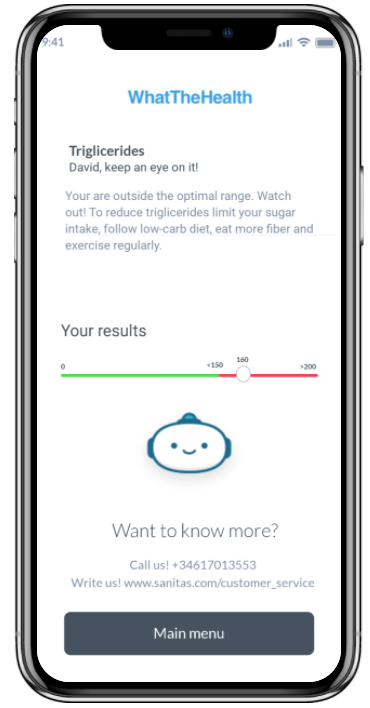 9:41
WhatTheHealth
Triglicerides
David, keep an eye on it!
Your are outside the optimal range. Watch
out! To reduce triglicerides limit your sugar
intake, follow low-carb diet, eat more fiber and
exercise regularly.
Your results
0 <150 160 >200
Want to know more?
Call us! +34617013553
Write us! www.sanitas.com/customer_service
Main menu